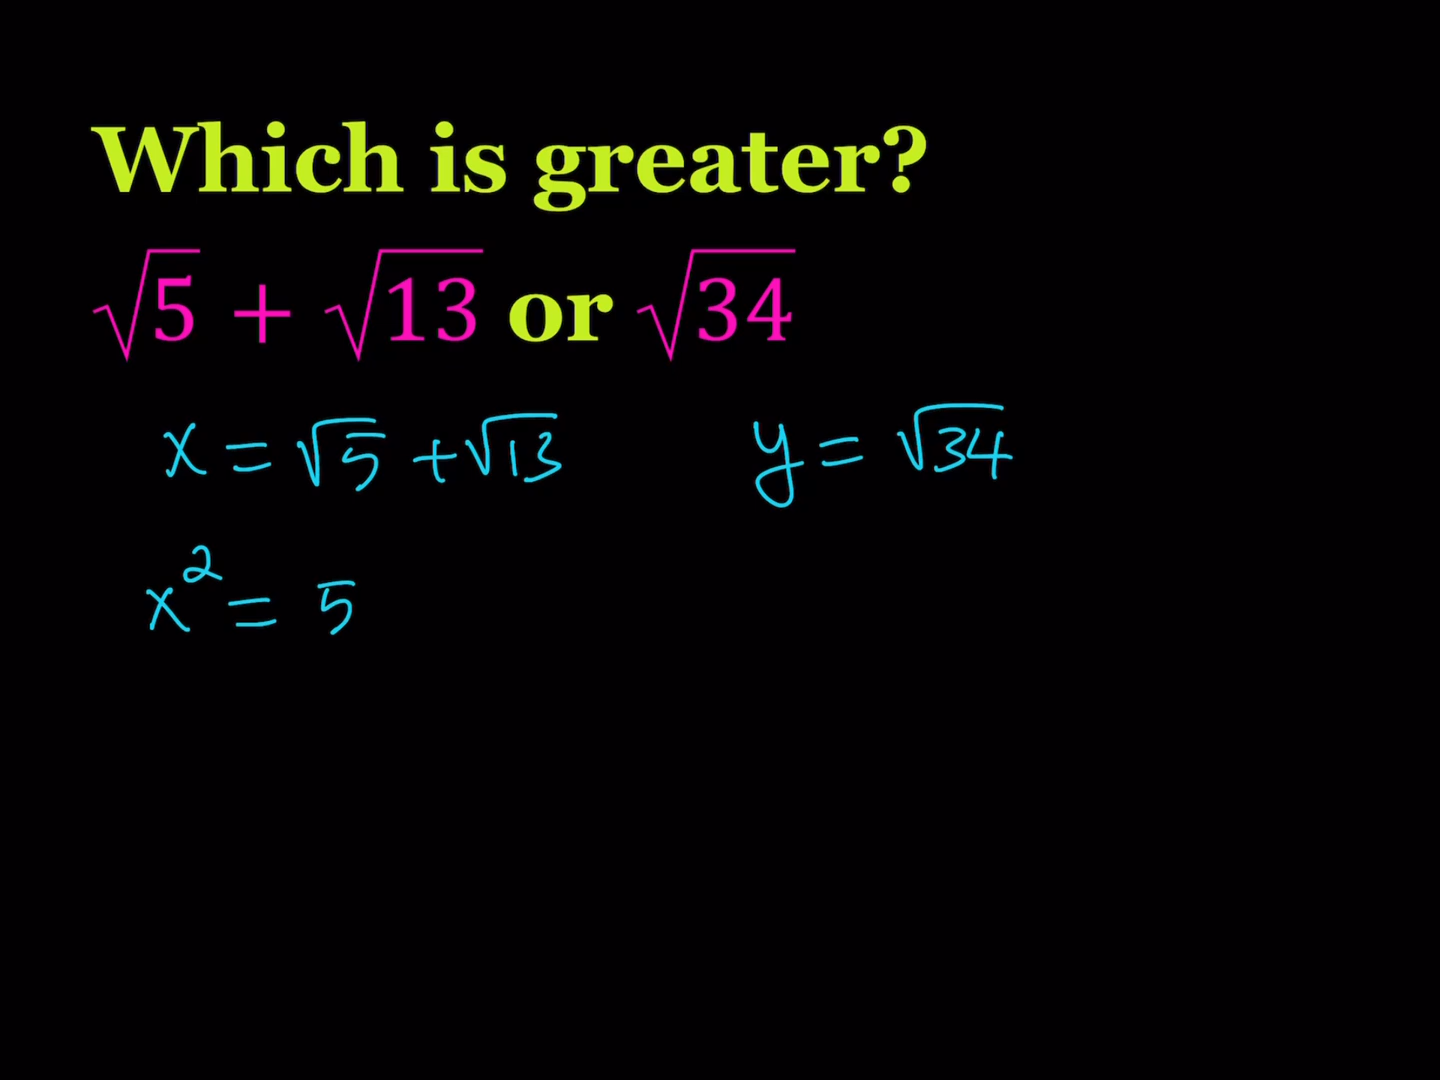 Which is greater?
√5 + √13 or √34
x = √5 + √13 y = √34
x² = 5